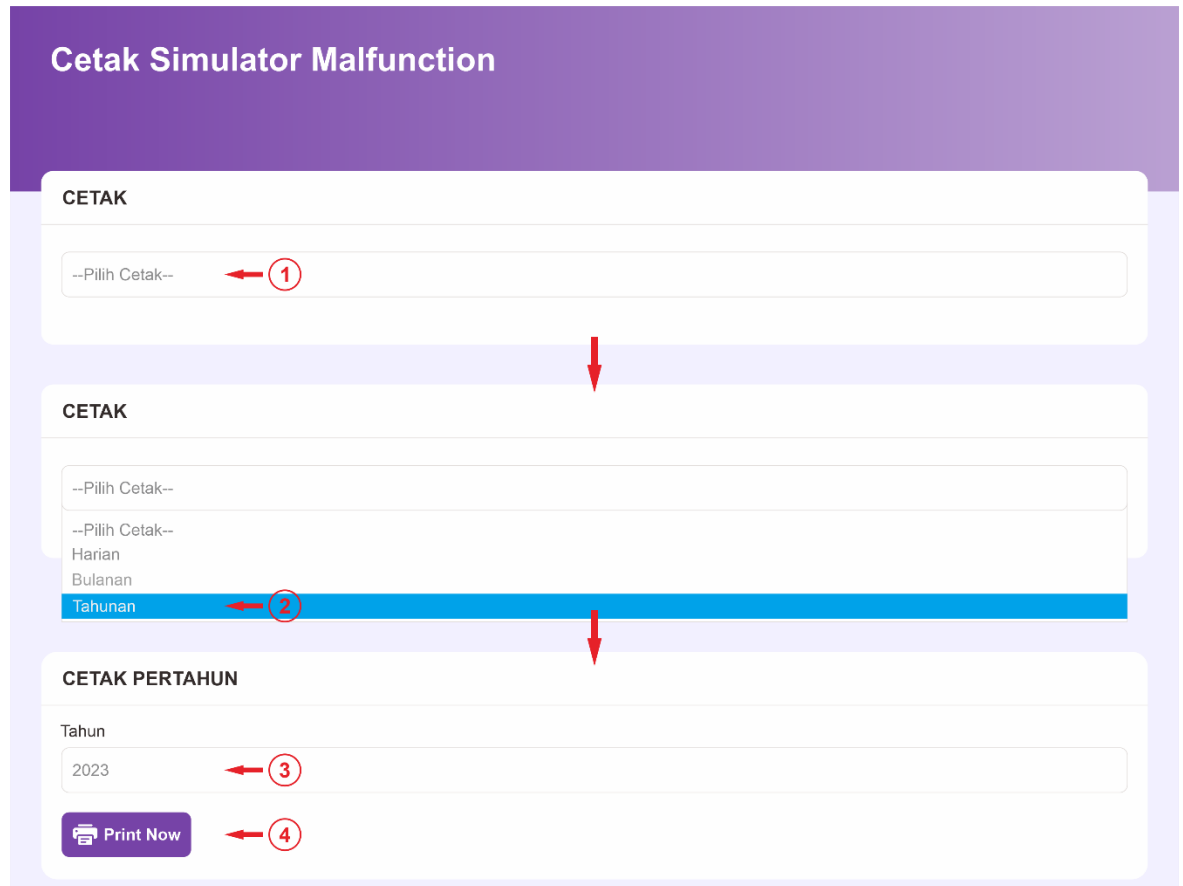 Cetak Simulator Malfunction
CETAK
--Pilih Cetak--
1
CETAK
--Pilih Cetak--
--Pilih Cetak--
Harian
Bulanan
Tahunan
2
CETAK PERTAHUN
Tahun
2023
3
Print Now
4